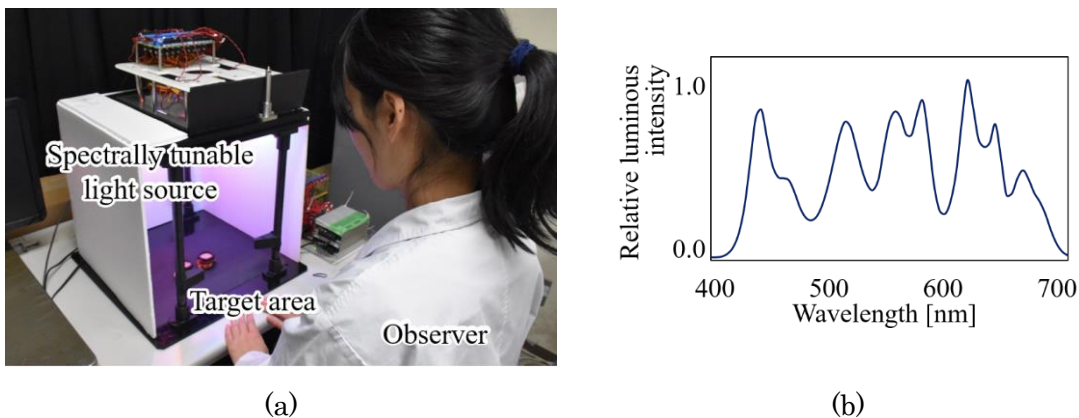 Spectrally tunable
light source
Target area
Observer
(a)
Relative luminous
intensity
1.0
0.0
400
500
600
700
Wavelength [nm]
(b)